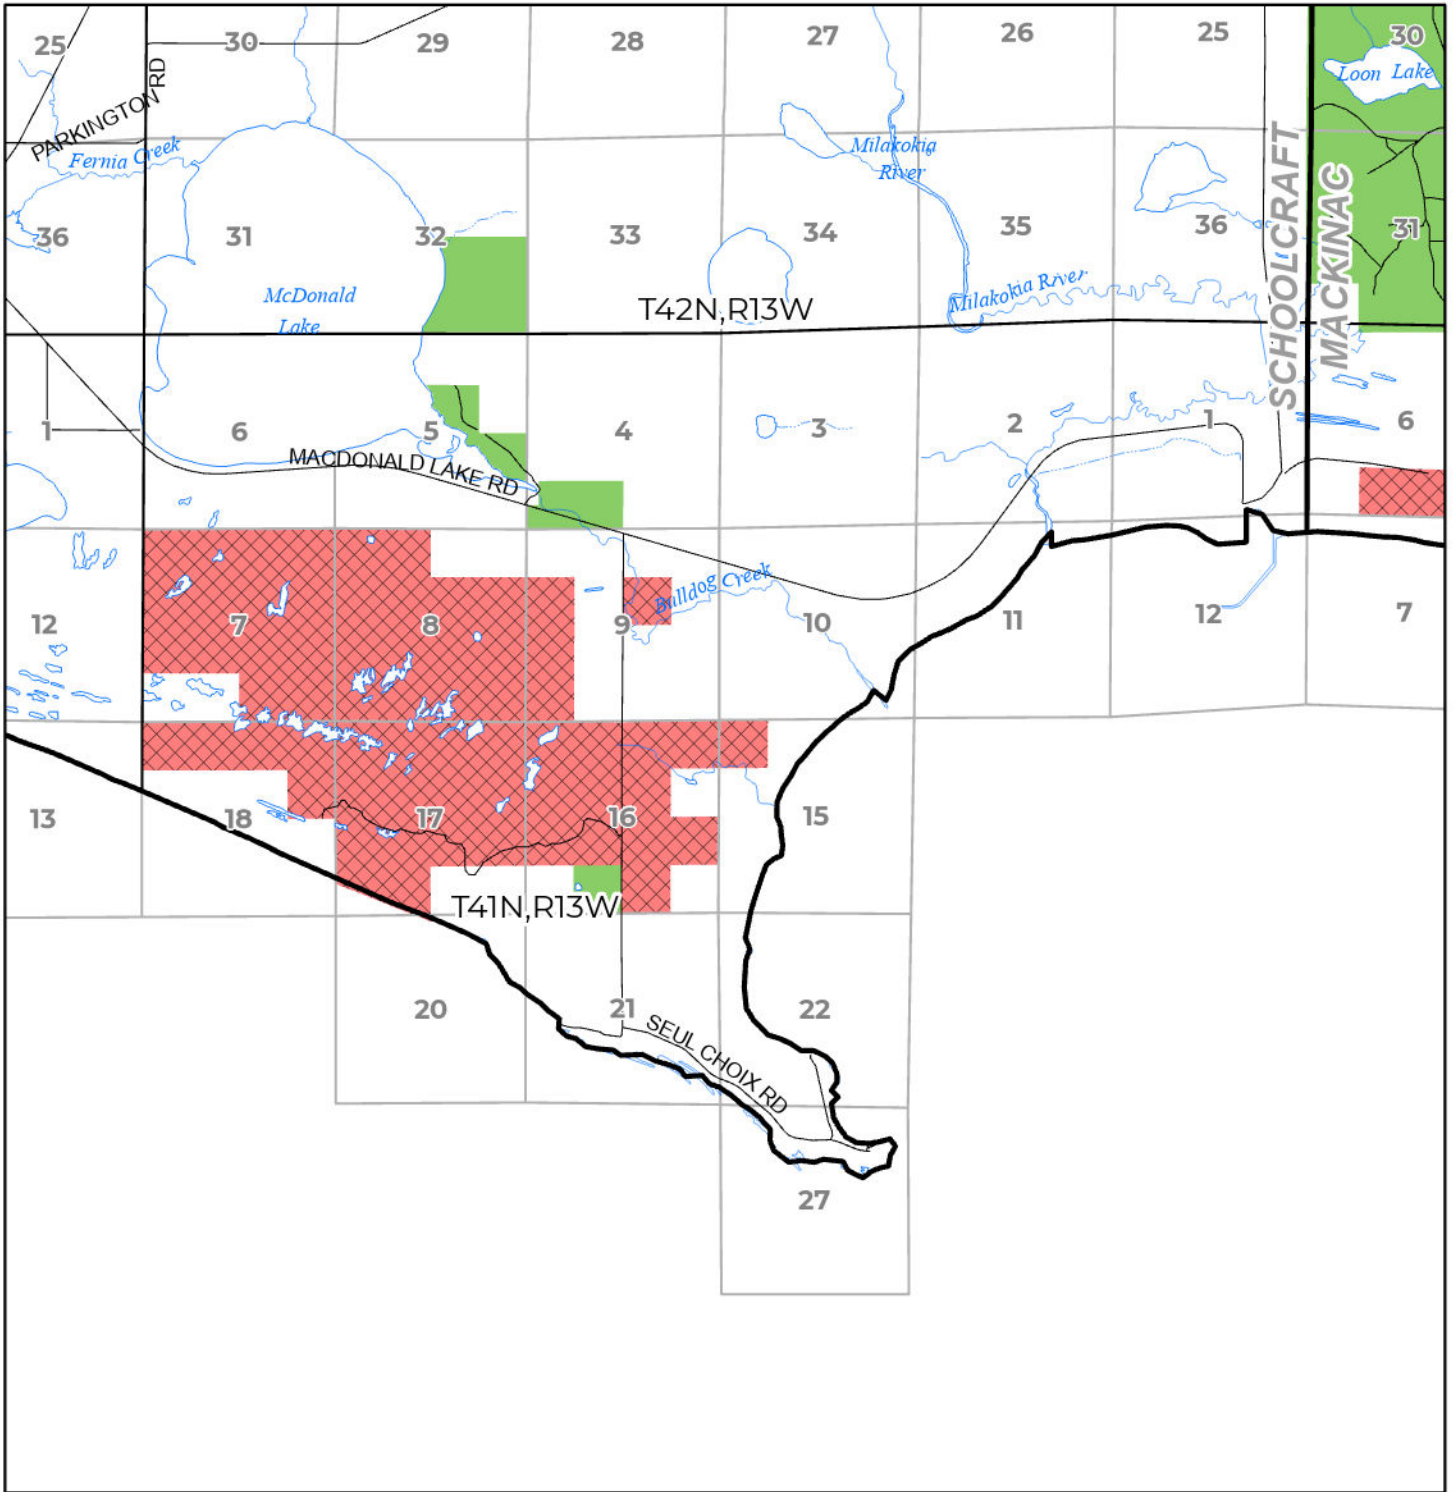 25
30
29
28
27
26
25
30
Loon Lake
PARKINGTON RD
Fernia Creek
Milakokia
River
36
31
32
33
34
35
36
31
SCHOOLCRAFT
MACKINAC
McDonald
Lake
T42N,R13W
Milakokia River
1
6
5
4
3
2
1
6
MACDONALD LAKE RD
Bulldog Creek
12
7
8
9
10
11
12
7
13
18
17
16
15
T41N,R13W
20
21
22
SEUL CHOIX RD
27